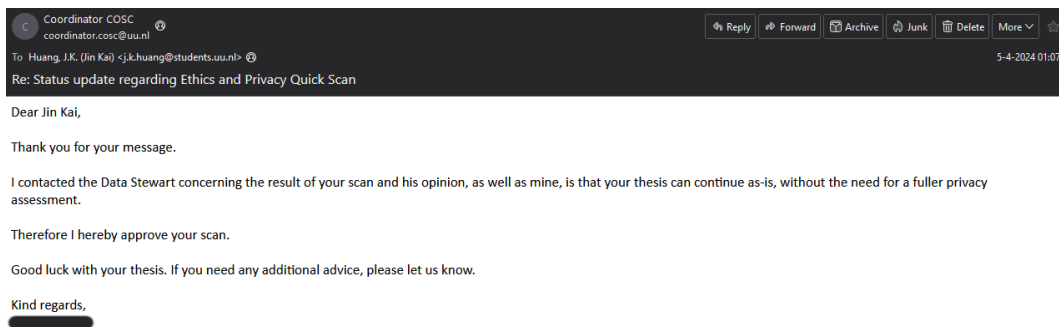 C
Coordinator COSC
coordinator.cosc@uu.nl
Reply Forward Archive Junk Delete More
To Huang, J.K. (Jin Kai) <j.k.huang@students.uu.nl>
5-4-2024 01:07
Re: Status update regarding Ethics and Privacy Quick Scan
Dear Jin Kai,
Thank you for your message.
I contacted the Data Stewart concerning the result of your scan and his opinion, as well as mine, is that your thesis can continue as-is, without the need for a fuller privacy
assessment.
Therefore I hereby approve your scan.
Good luck with your thesis. If you need any additional advice, please let us know.
Kind regards,